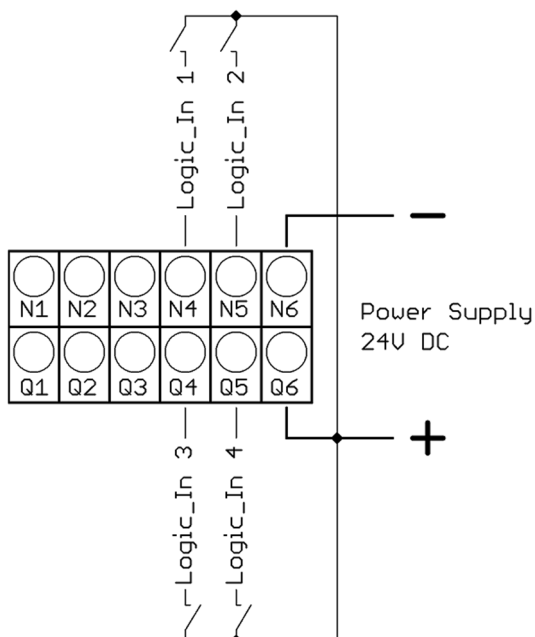 Logic_In 1
Logic_In 2
N1 N2 N3 N4 N5 N6
Power Supply
24V DC
Q1 Q2 Q3 Q4 Q5 Q6
Logic_In 3
Logic_In 4